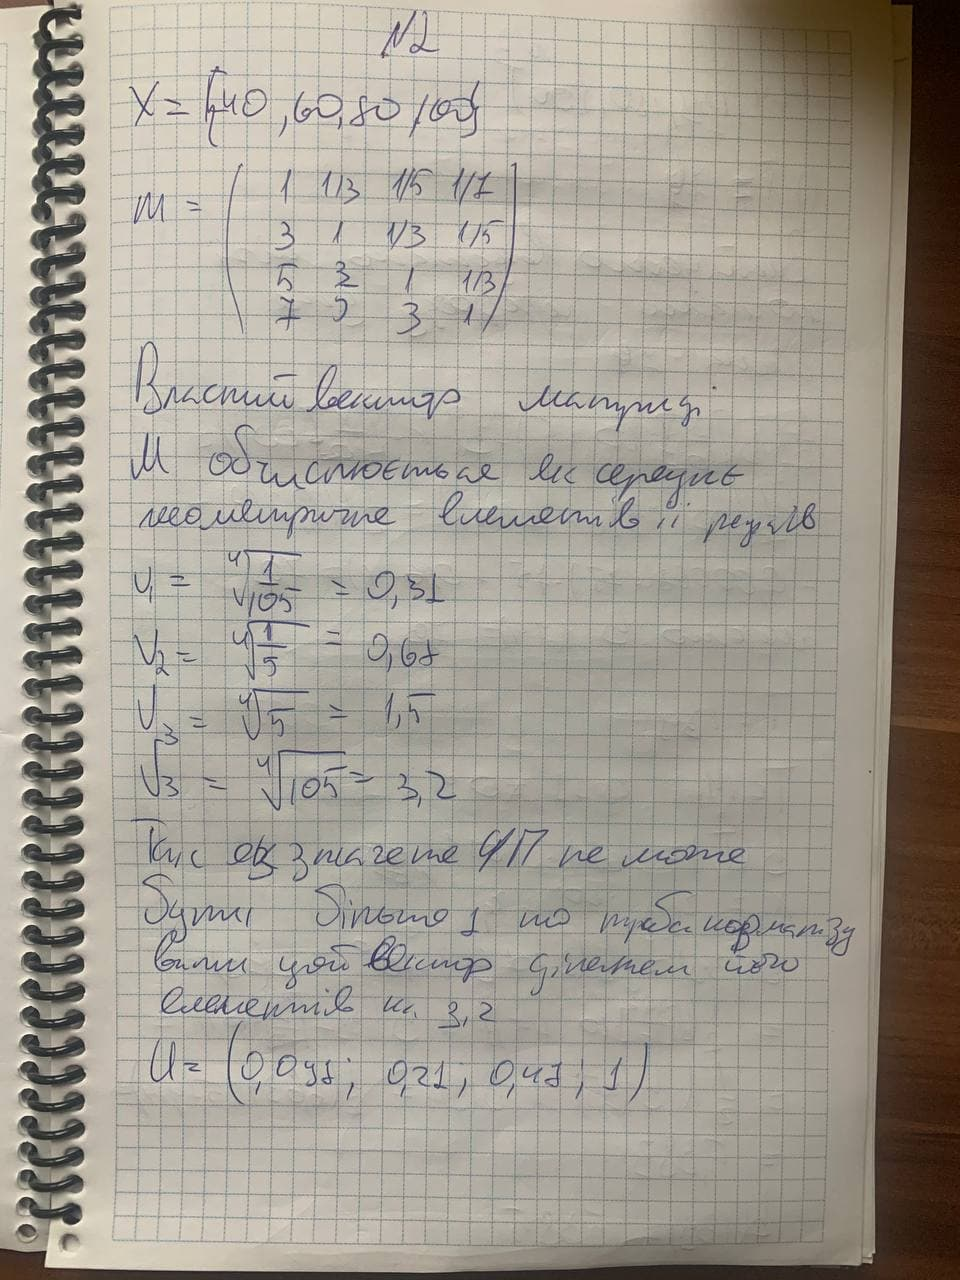 №2
X = {40, 60, 80, 100}
M = ( 1 1/3 1/5 1/7
3 1 1/3 1/5
5 3 1 1/3
7 5 3 1 )
Власний вектор матриці
M обчислюється як середнє
геометричне елементів її рядків
V₁ = ⁴√(1/105) = 0,31
V₂ = ⁴√(1/5) = 0,67
V₃ = ⁴√5 = 1,5
V₃ = ⁴√105 = 3,2
значення ФП не може
бути більше 1 то треба нормалізу
вати цей вектор діленням його
елементів на 3,2
U = (0,097; 0,21; 0,47; 1)